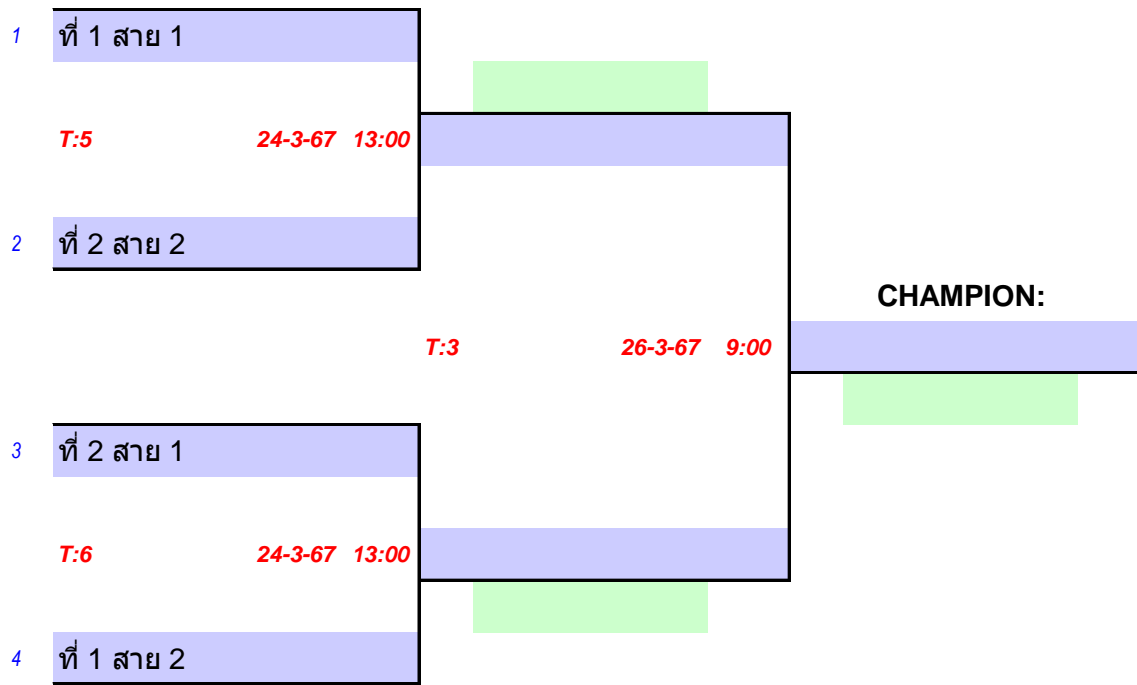 1 ที่ 1 สาย 1
T:5 24-3-67 13:00
2 ที่ 2 สาย 2
CHAMPION:
T:3 26-3-67 9:00
3 ที่ 2 สาย 1
T:6 24-3-67 13:00
4 ที่ 1 สาย 2